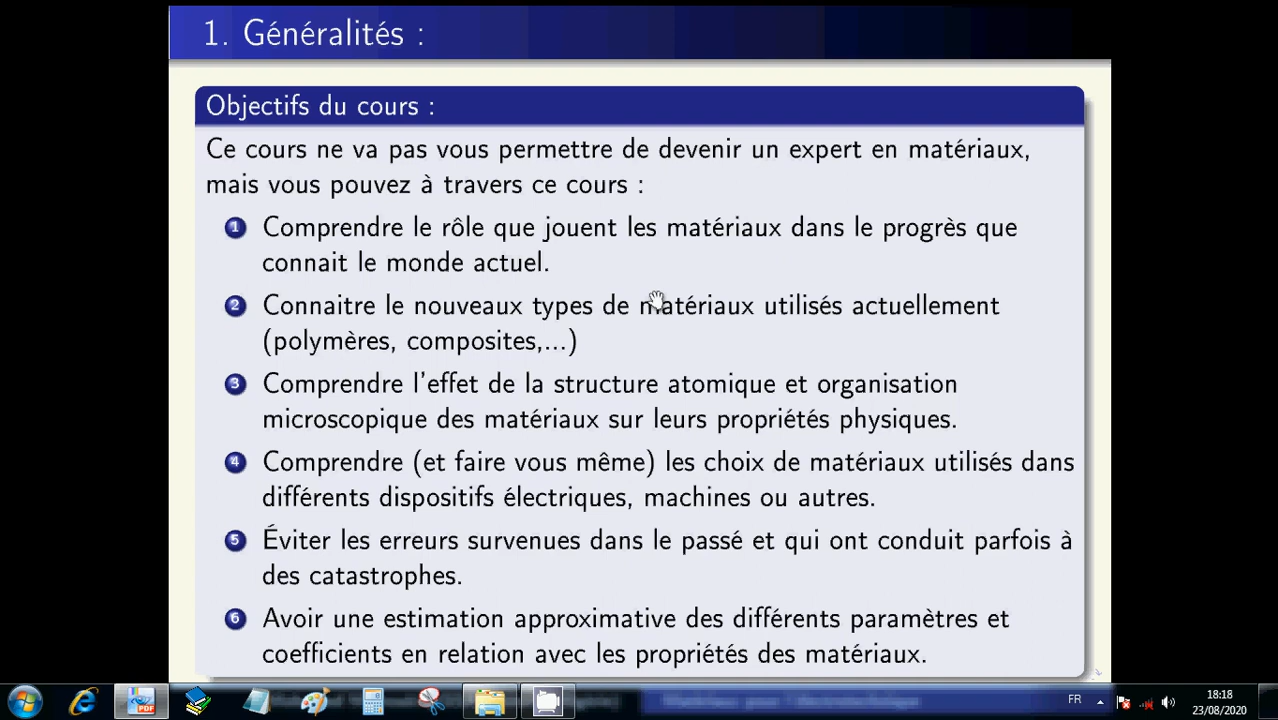 1. Généralités :
Objectifs du cours :
Ce cours ne va pas vous permettre de devenir un expert en matériaux,
mais vous pouvez à travers ce cours :
1 Comprendre le rôle que jouent les matériaux dans le progrès que
connait le monde actuel.
2 Connaitre le nouveaux types de matériaux utilisés actuellement
(polymères, composites,...)
3 Comprendre l'effet de la structure atomique et organisation
microscopique des matériaux sur leurs propriétés physiques.
4 Comprendre (et faire vous même) les choix de matériaux utilisés dans
différents dispositifs électriques, machines ou autres.
5 Éviter les erreurs survenues dans le passé et qui ont conduit parfois à
des catastrophes.
6 Avoir une estimation approximative des différents paramètres et
coefficients en relation avec les propriétés des matériaux.
PDF
FR
18:18
23/08/2020